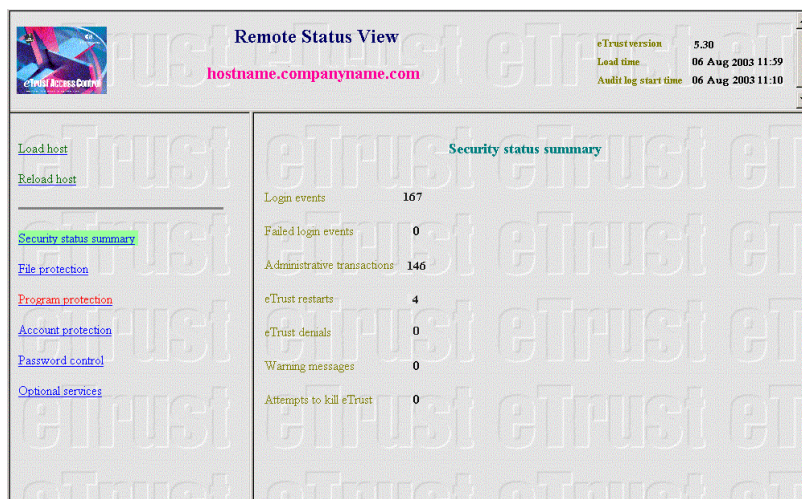 Remote Status View
hostname.companyname.com
eTrust version 5.30
Load time 06 Aug 2003 11:59
Audit log start time 06 Aug 2003 11:10
eTrust Access Control
Load host
Reload host
Security status summary
File protection
Program protection
Account protection
Password control
Optional services
Security status summary
Login events 167
Failed login events 0
Administrative transactions 146
eTrust restarts 4
eTrust denials 0
Warning messages 0
Attempts to kill eTrust 0